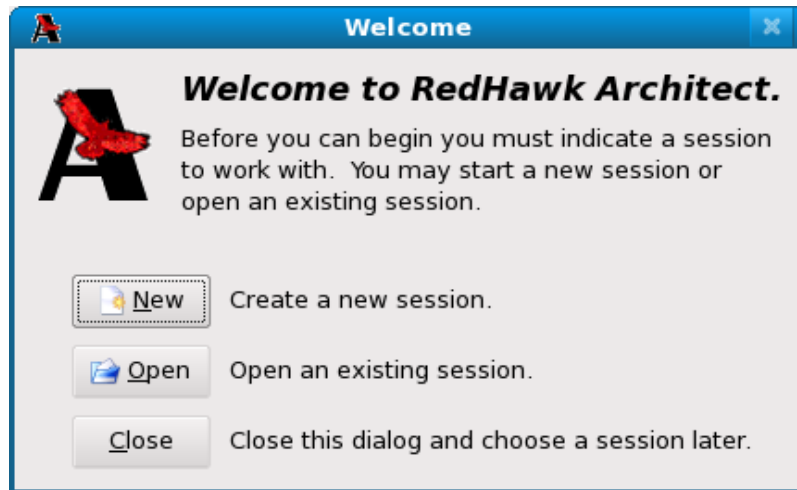 Welcome
Welcome to RedHawk Architect.
Before you can begin you must indicate a session
to work with.  You may start a new session or
open an existing session.
New Create a new session.
Open Open an existing session.
Close Close this dialog and choose a session later.